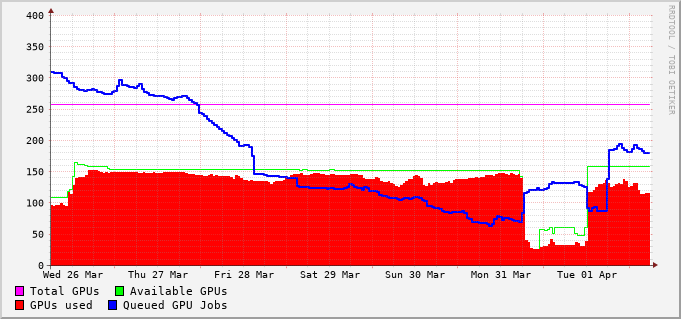 RRDTOOL / TOBI OETIKER
400
350
300
250
200
150
100
50
0
Wed 26 Mar Thu 27 Mar Fri 28 Mar Sat 29 Mar Sun 30 Mar Mon 31 Mar Tue 01 Apr
Total GPUs Available GPUs
GPUs used Queued GPU Jobs